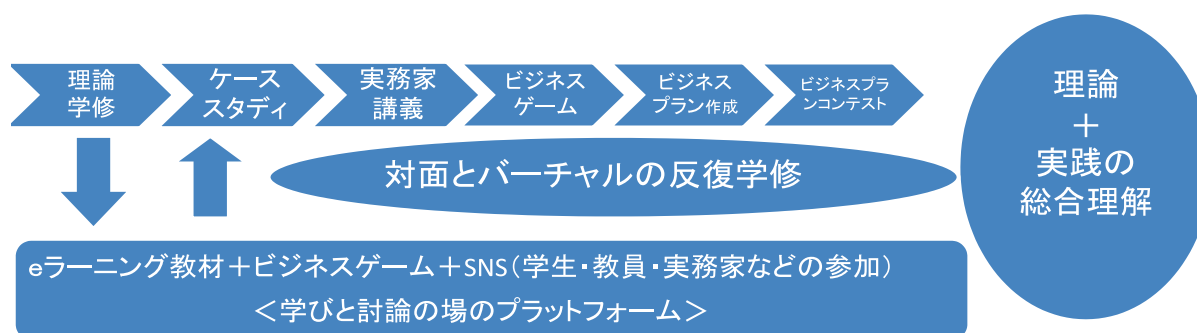 理論
学修
ケース
スタディ
実務家
講義
ビジネス
ゲーム
ビジネス
プラン作成
ビジネスプラ
ンコンテスト
理論
＋
実践の
総合理解
対面とバーチャルの反復学修
eラーニング教材＋ビジネスゲーム＋SNS（学生・教員・実務家などの参加）
＜学びと討論の場のプラットフォーム＞